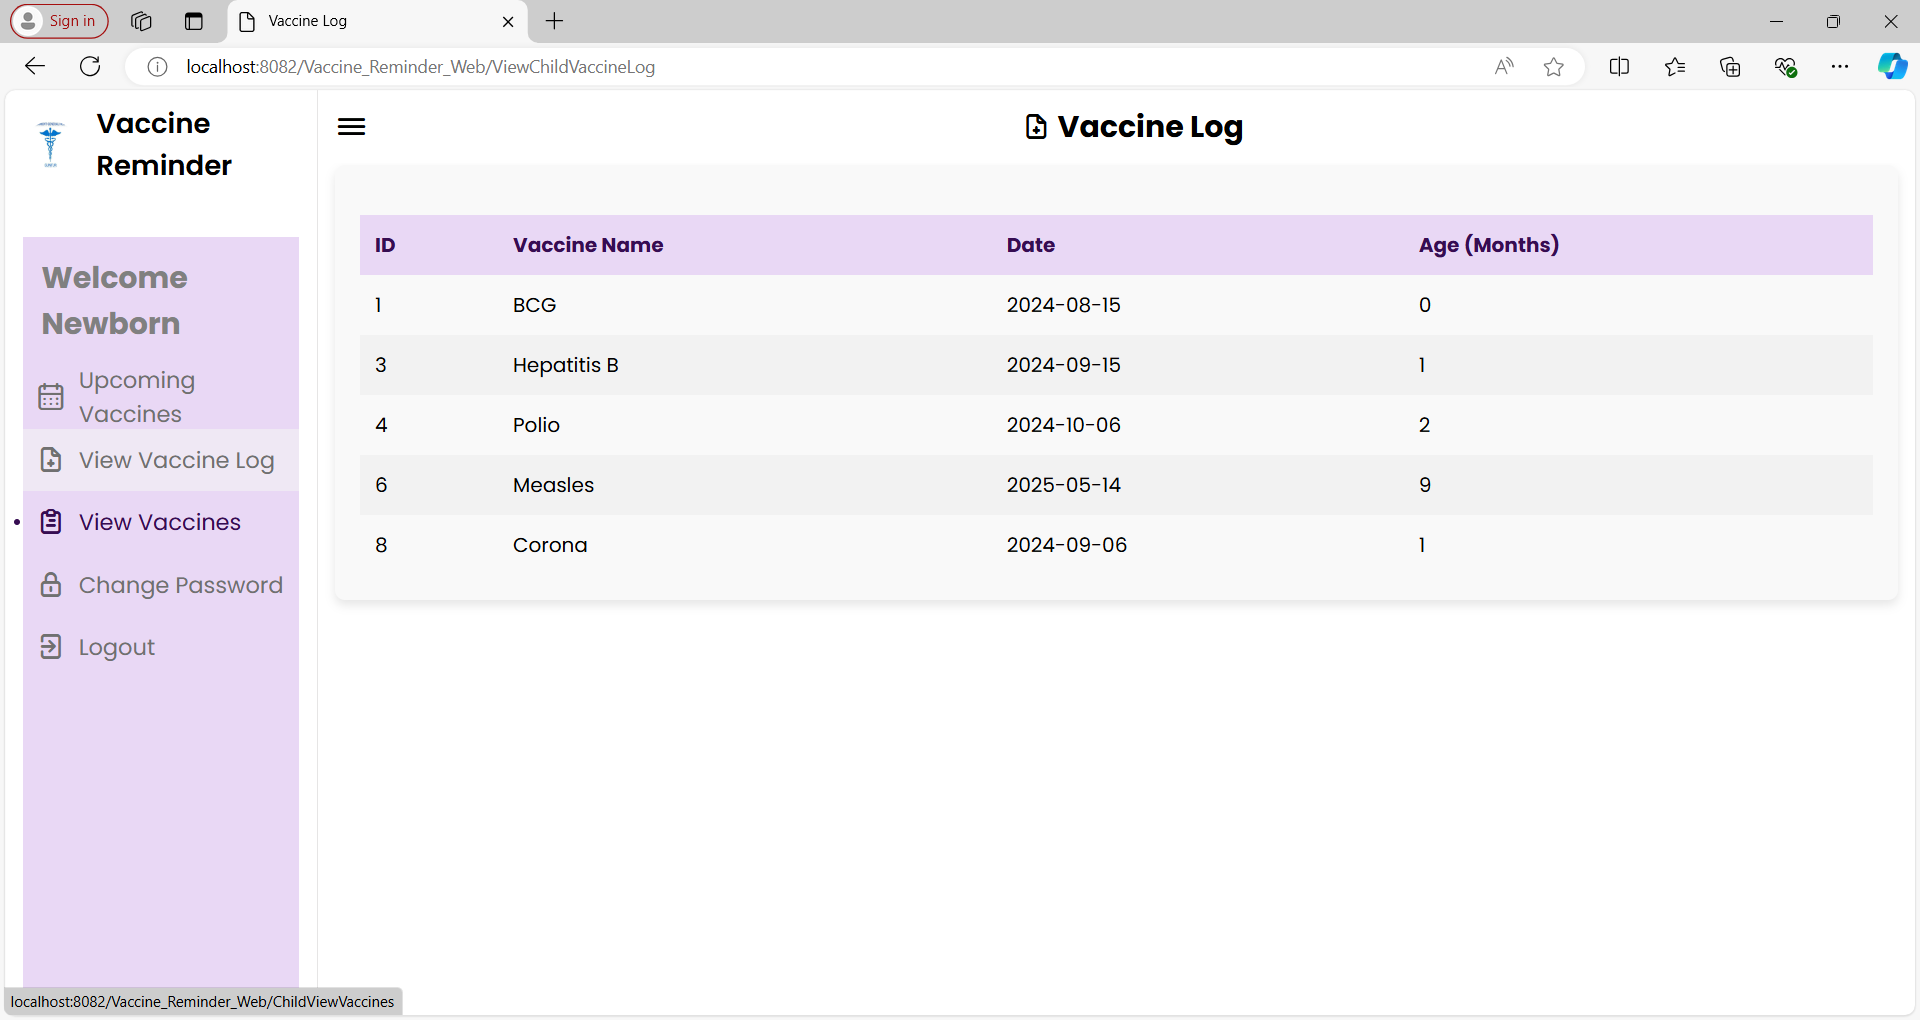 Sign in
Vaccine Log
localhost:8082/Vaccine_Reminder_Web/ViewChildVaccineLog
Vaccine
Reminder
Vaccine Log
Welcome
Newborn
Upcoming
Vaccines
View Vaccine Log
View Vaccines
Change Password
Logout
ID Vaccine Name Date Age (Months)
1 BCG 2024-08-15 0
3 Hepatitis B 2024-09-15 1
4 Polio 2024-10-06 2
6 Measles 2025-05-14 9
8 Corona 2024-09-06 1
localhost:8082/Vaccine_Reminder_Web/ChildViewVaccines